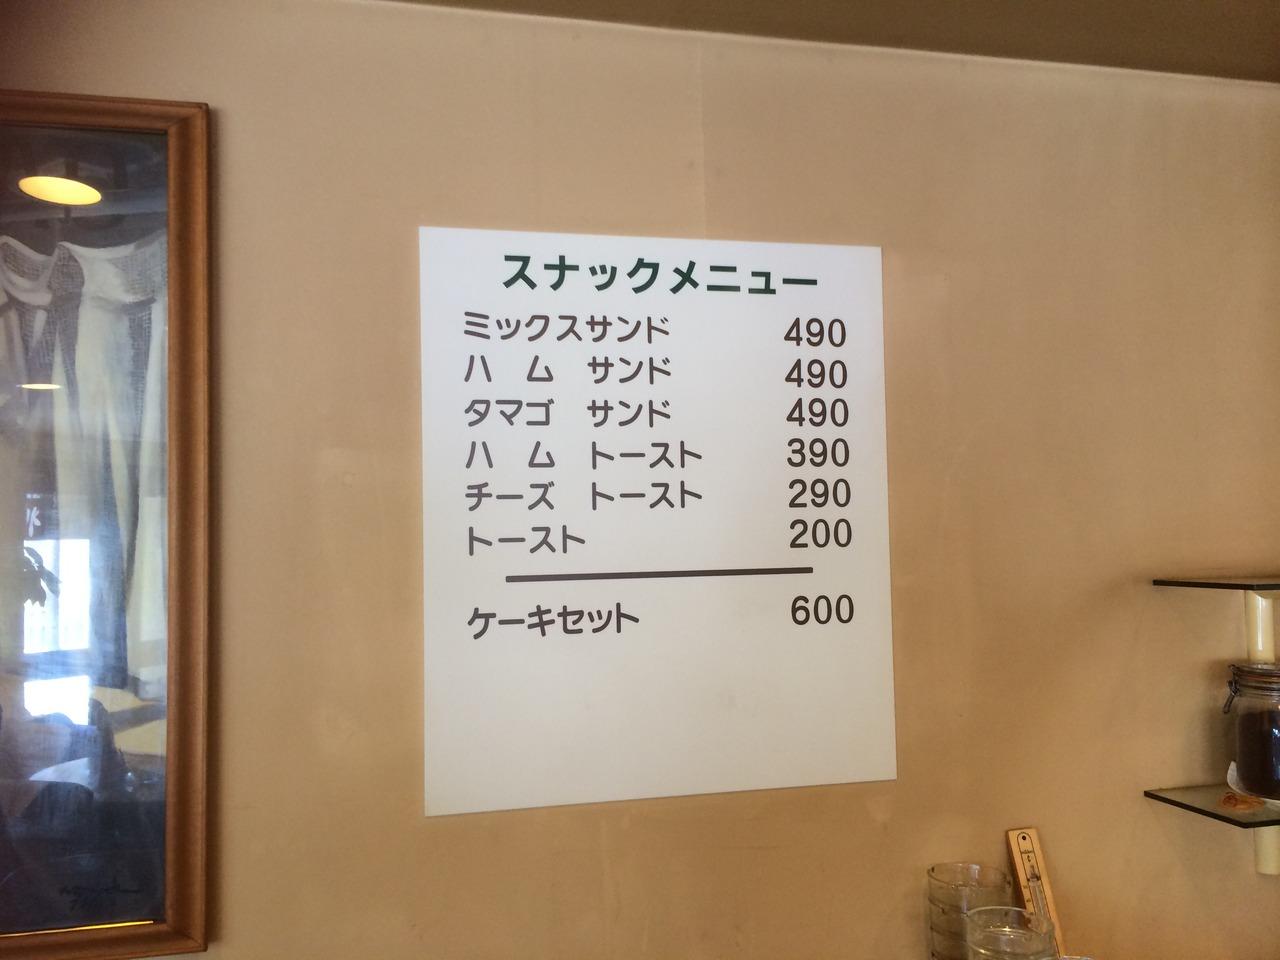 スナックメニュー
ミックスサンド 490
ハム サンド 490
タマゴ サンド 490
ハム トースト 390
チーズ トースト 290
トースト 200
ケーキセット 600